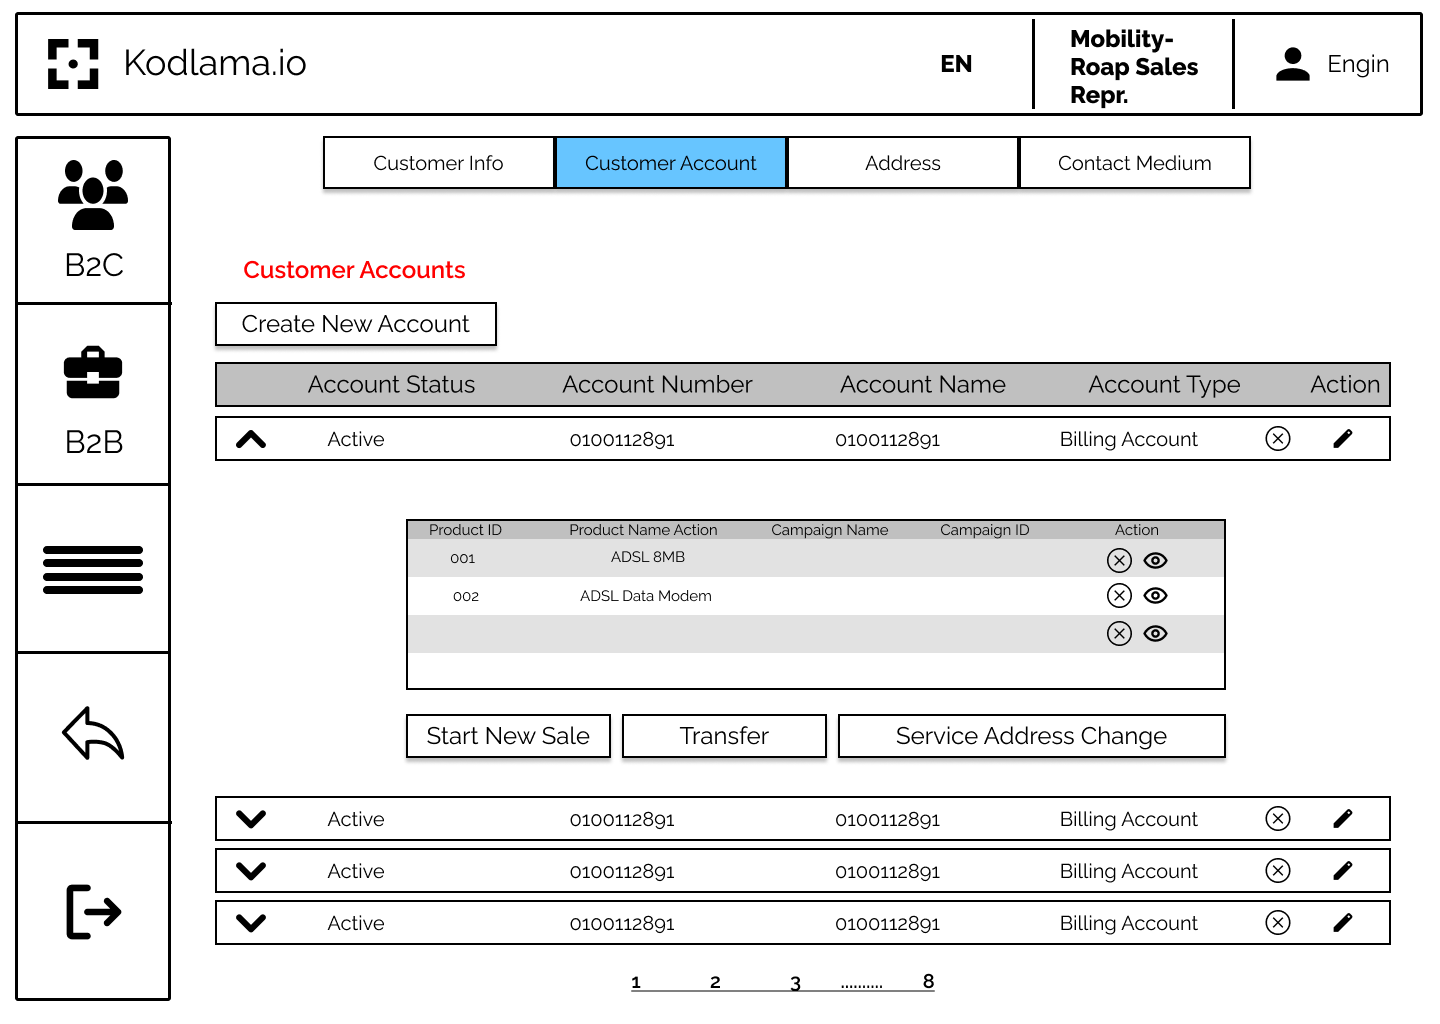 Kodlama.io
EN
Mobility-
Roap Sales
Repr.
Engin
Customer Info
Customer Account
Address
Contact Medium
B2C
B2B
Customer Accounts
Create New Account
Account Status Account Number Account Name Account Type Action
Active 0100112891 0100112891 Billing Account
Product ID Product Name Action Campaign Name Campaign ID Action
001 ADSL 8MB
002 ADSL Data Modem
Start New Sale
Transfer
Service Address Change
Active 0100112891 0100112891 Billing Account
Active 0100112891 0100112891 Billing Account
Active 0100112891 0100112891 Billing Account
1 2 3 .......... 8